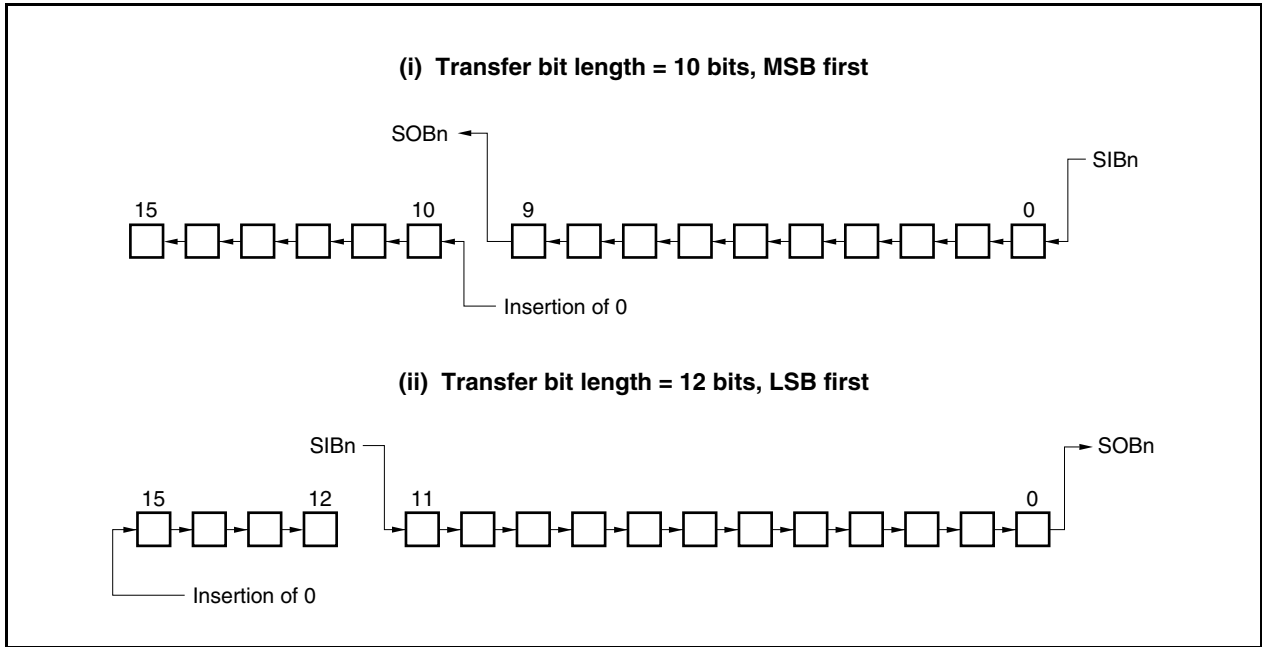 (i) Transfer bit length = 10 bits, MSB first
SOBn
SIBn
15
10
9
0
Insertion of 0
(ii) Transfer bit length = 12 bits, LSB first
SIBn
SOBn
15
12
11
0
Insertion of 0